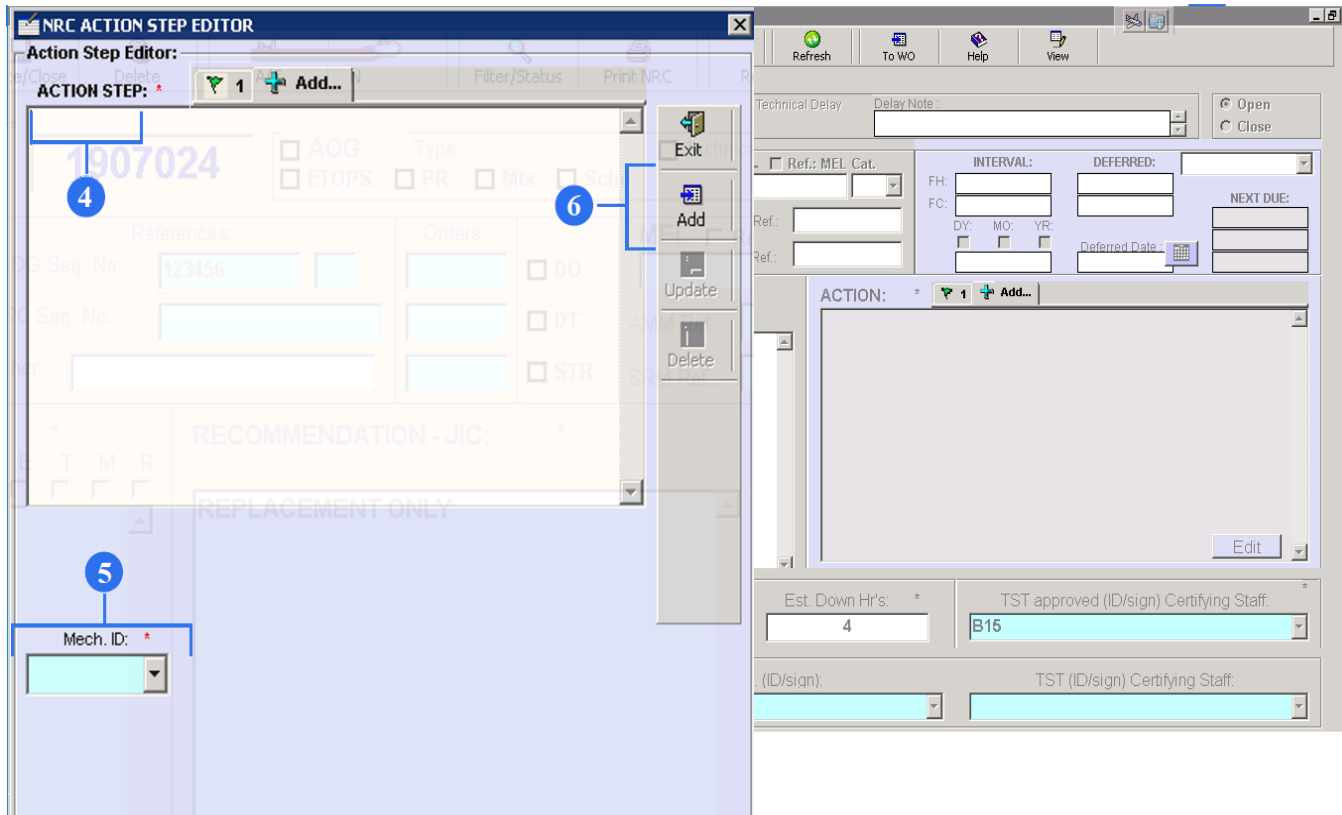 NRC ACTION STEP EDITOR
Action Step Editor:
Delete Filter/Status Print NRC
ACTION STEP: * 1 Add...
Refresh To WO Help View
Technical Delay Delay Note : Open
Close
Exit
4
6
Add
Update
Delete
1907024 AOG Type :
ETOPS PR Mtx
References: Orders:
Seq. No: 123456 DO
Seq. No: DT
STR
* RECOMMENDATION - JIC: *
T M R
REPLACEMENT ONLY
5
Mech. ID: *
Ref.: MEL Cat. INTERVAL: DEFERRED:
FH:
FC: NEXT DUE:
Ref.:
DY: MO: YR:
Ref.: Deferred Date :
ACTION: * 1 Add...
Edit
Est. Down Hr's: * TST approved (ID/sign) Certifying Staff: *
4 B15
(ID/sign): TST (ID/sign) Certifying Staff: